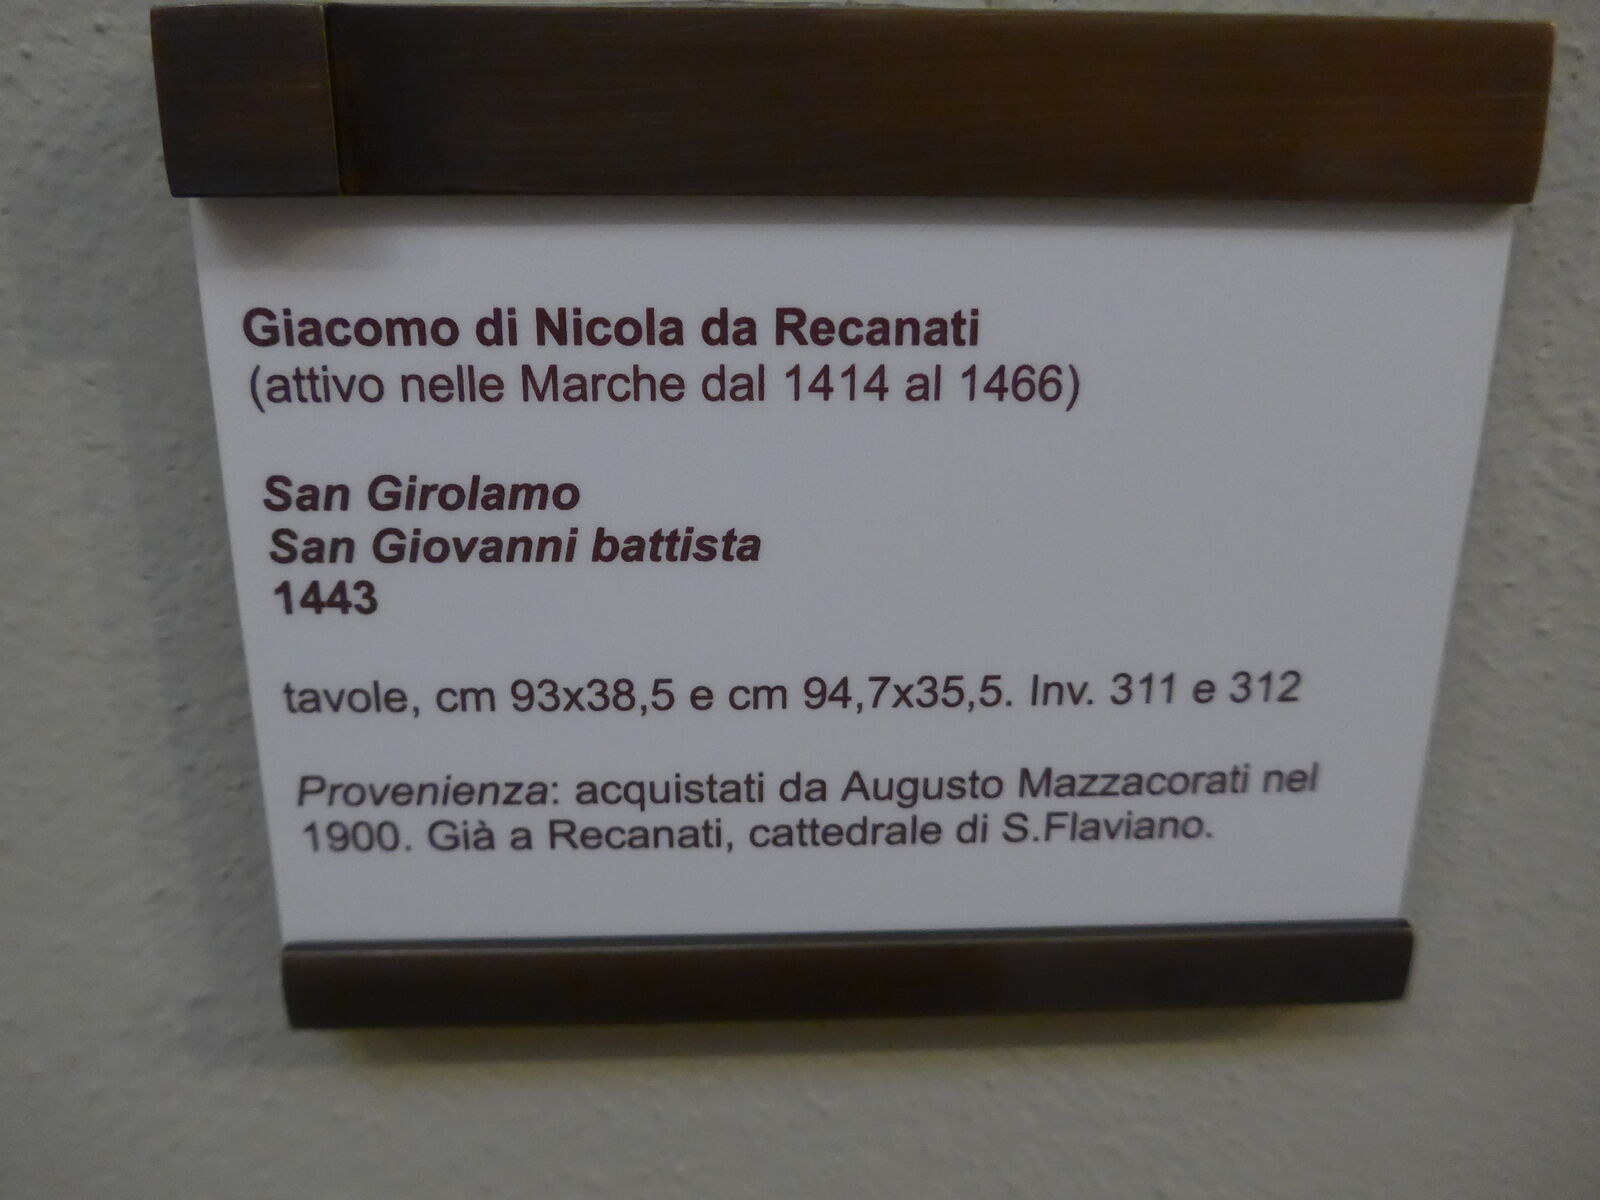 Giacomo di Nicola da Recanati
(attivo nelle Marche dal 1414 al 1466)
San Girolamo
San Giovanni battista
1443
tavole, cm 93x38,5 e cm 94,7x35,5. Inv. 311 e 312
Provenienza: acquistati da Augusto Mazzacorati nel
1900. Già a Recanati, cattedrale di S.Flaviano.